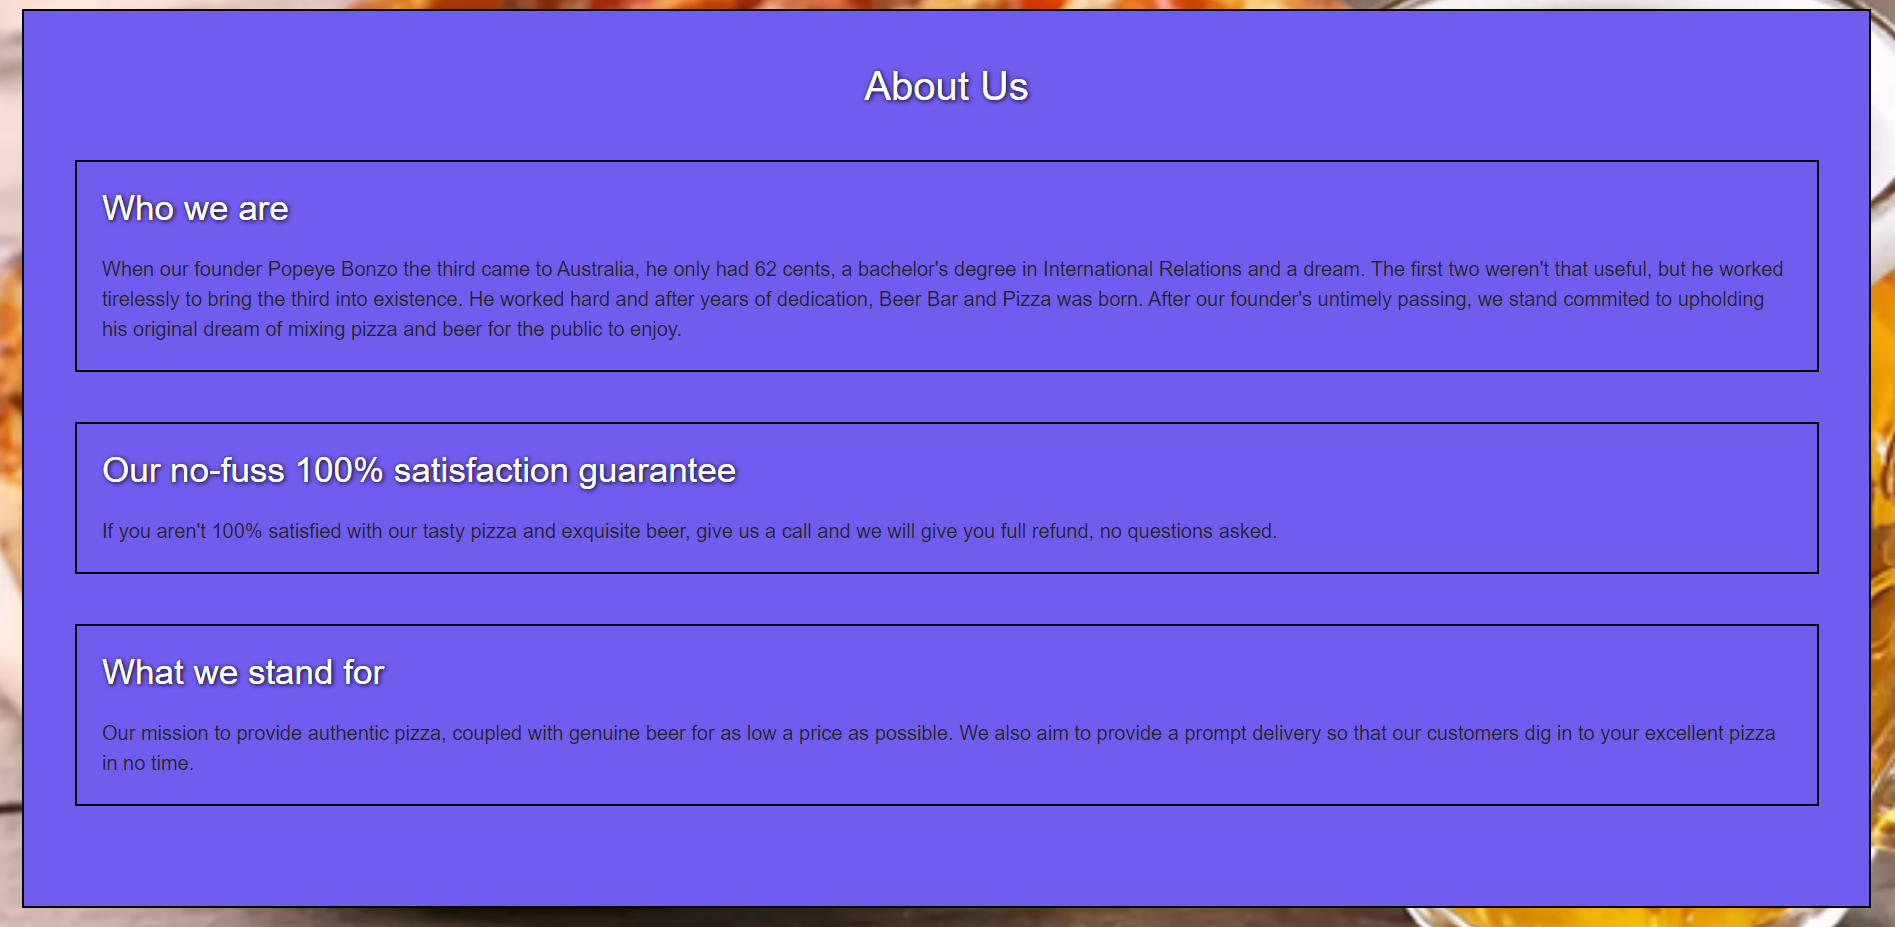 About Us
Who we are
When our founder Popeye Bonzo the third came to Australia, he only had 62 cents, a bachelor's degree in International Relations and a dream. The first two weren't that useful, but he worked
tirelessly to bring the third into existence. He worked hard and after years of dedication, Beer Bar and Pizza was born. After our founder's untimely passing, we stand commited to upholding
his original dream of mixing pizza and beer for the public to enjoy.
Our no-fuss 100% satisfaction guarantee
If you aren't 100% satisfied with our tasty pizza and exquisite beer, give us a call and we will give you full refund, no questions asked.
What we stand for
Our mission to provide authentic pizza, coupled with genuine beer for as low a price as possible. We also aim to provide a prompt delivery so that our customers dig in to your excellent pizza
in no time.